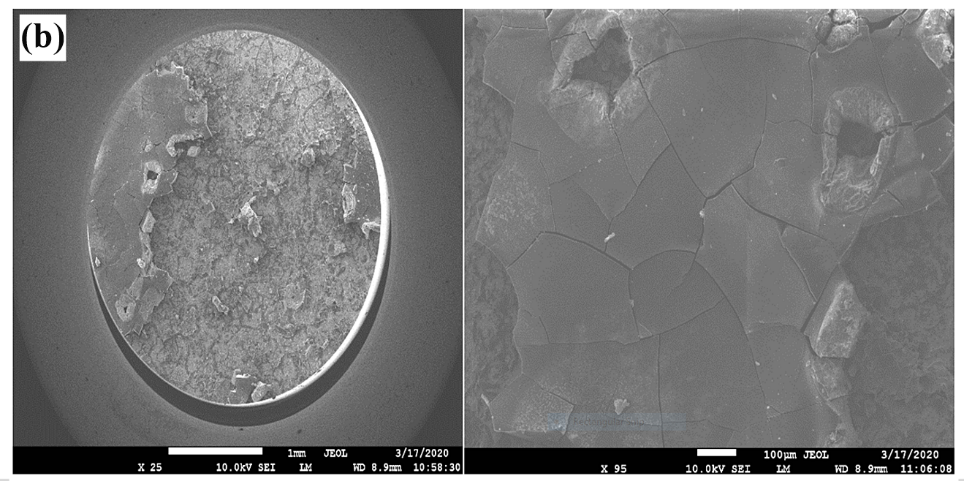 (b)
1mm JEOL 3/17/2020
X 25 10.0kV SEI LM WD 8.9mm 10:58:30
100µm JEOL 3/17/2020
X 95 10.0kV SEI LM WD 8.9mm 11:06:08
Rectangular